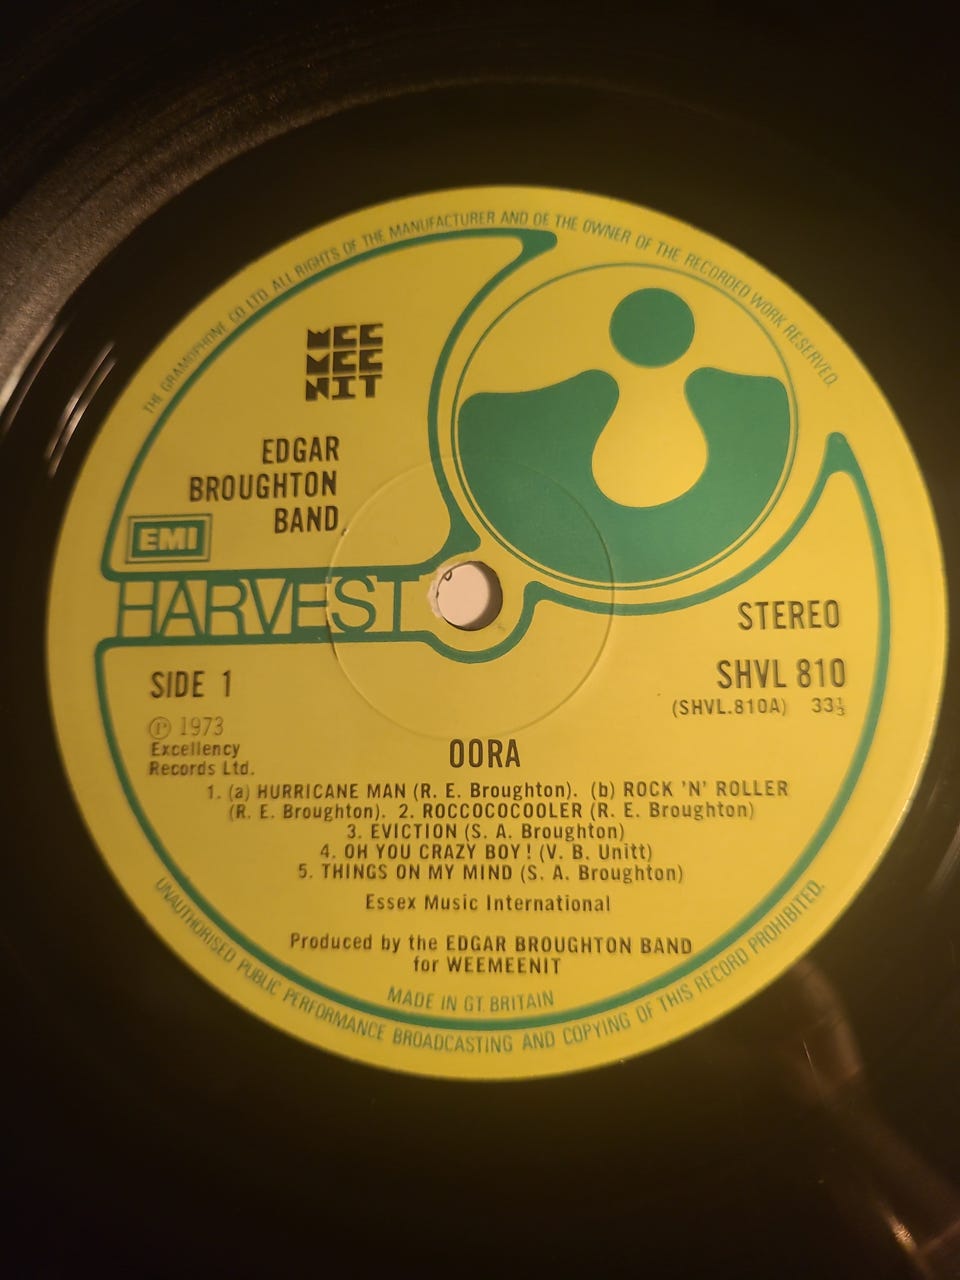 THE GRAMOPHONE CO LTD ALL RIGHTS OF THE MANUFACTURER AND OF THE OWNER OF THE RECORDED WORK RESERVED.
WEE
MEE
NIT
EDGAR
BROUGHTON
BAND
EMI
HARVEST
STEREO
SIDE 1
SHVL 810
(SHVL.810A) 33⅓
℗ 1973
Excellency
Records Ltd.
OORA
1. (a) HURRICANE MAN (R. E. Broughton). (b) ROCK 'N' ROLLER
(R. E. Broughton). 2. ROCCOCOCOOLER (R. E. Broughton)
3. EVICTION (S. A. Broughton)
4. OH YOU CRAZY BOY! (V. B. Unitt)
5. THINGS ON MY MIND (S. A. Broughton)
Essex Music International
Produced by the EDGAR BROUGHTON BAND
for WEEMEENIT
MADE IN GT. BRITAIN
UNAUTHORISED PUBLIC PERFORMANCE BROADCASTING AND COPYING OF THIS RECORD PROHIBITED.